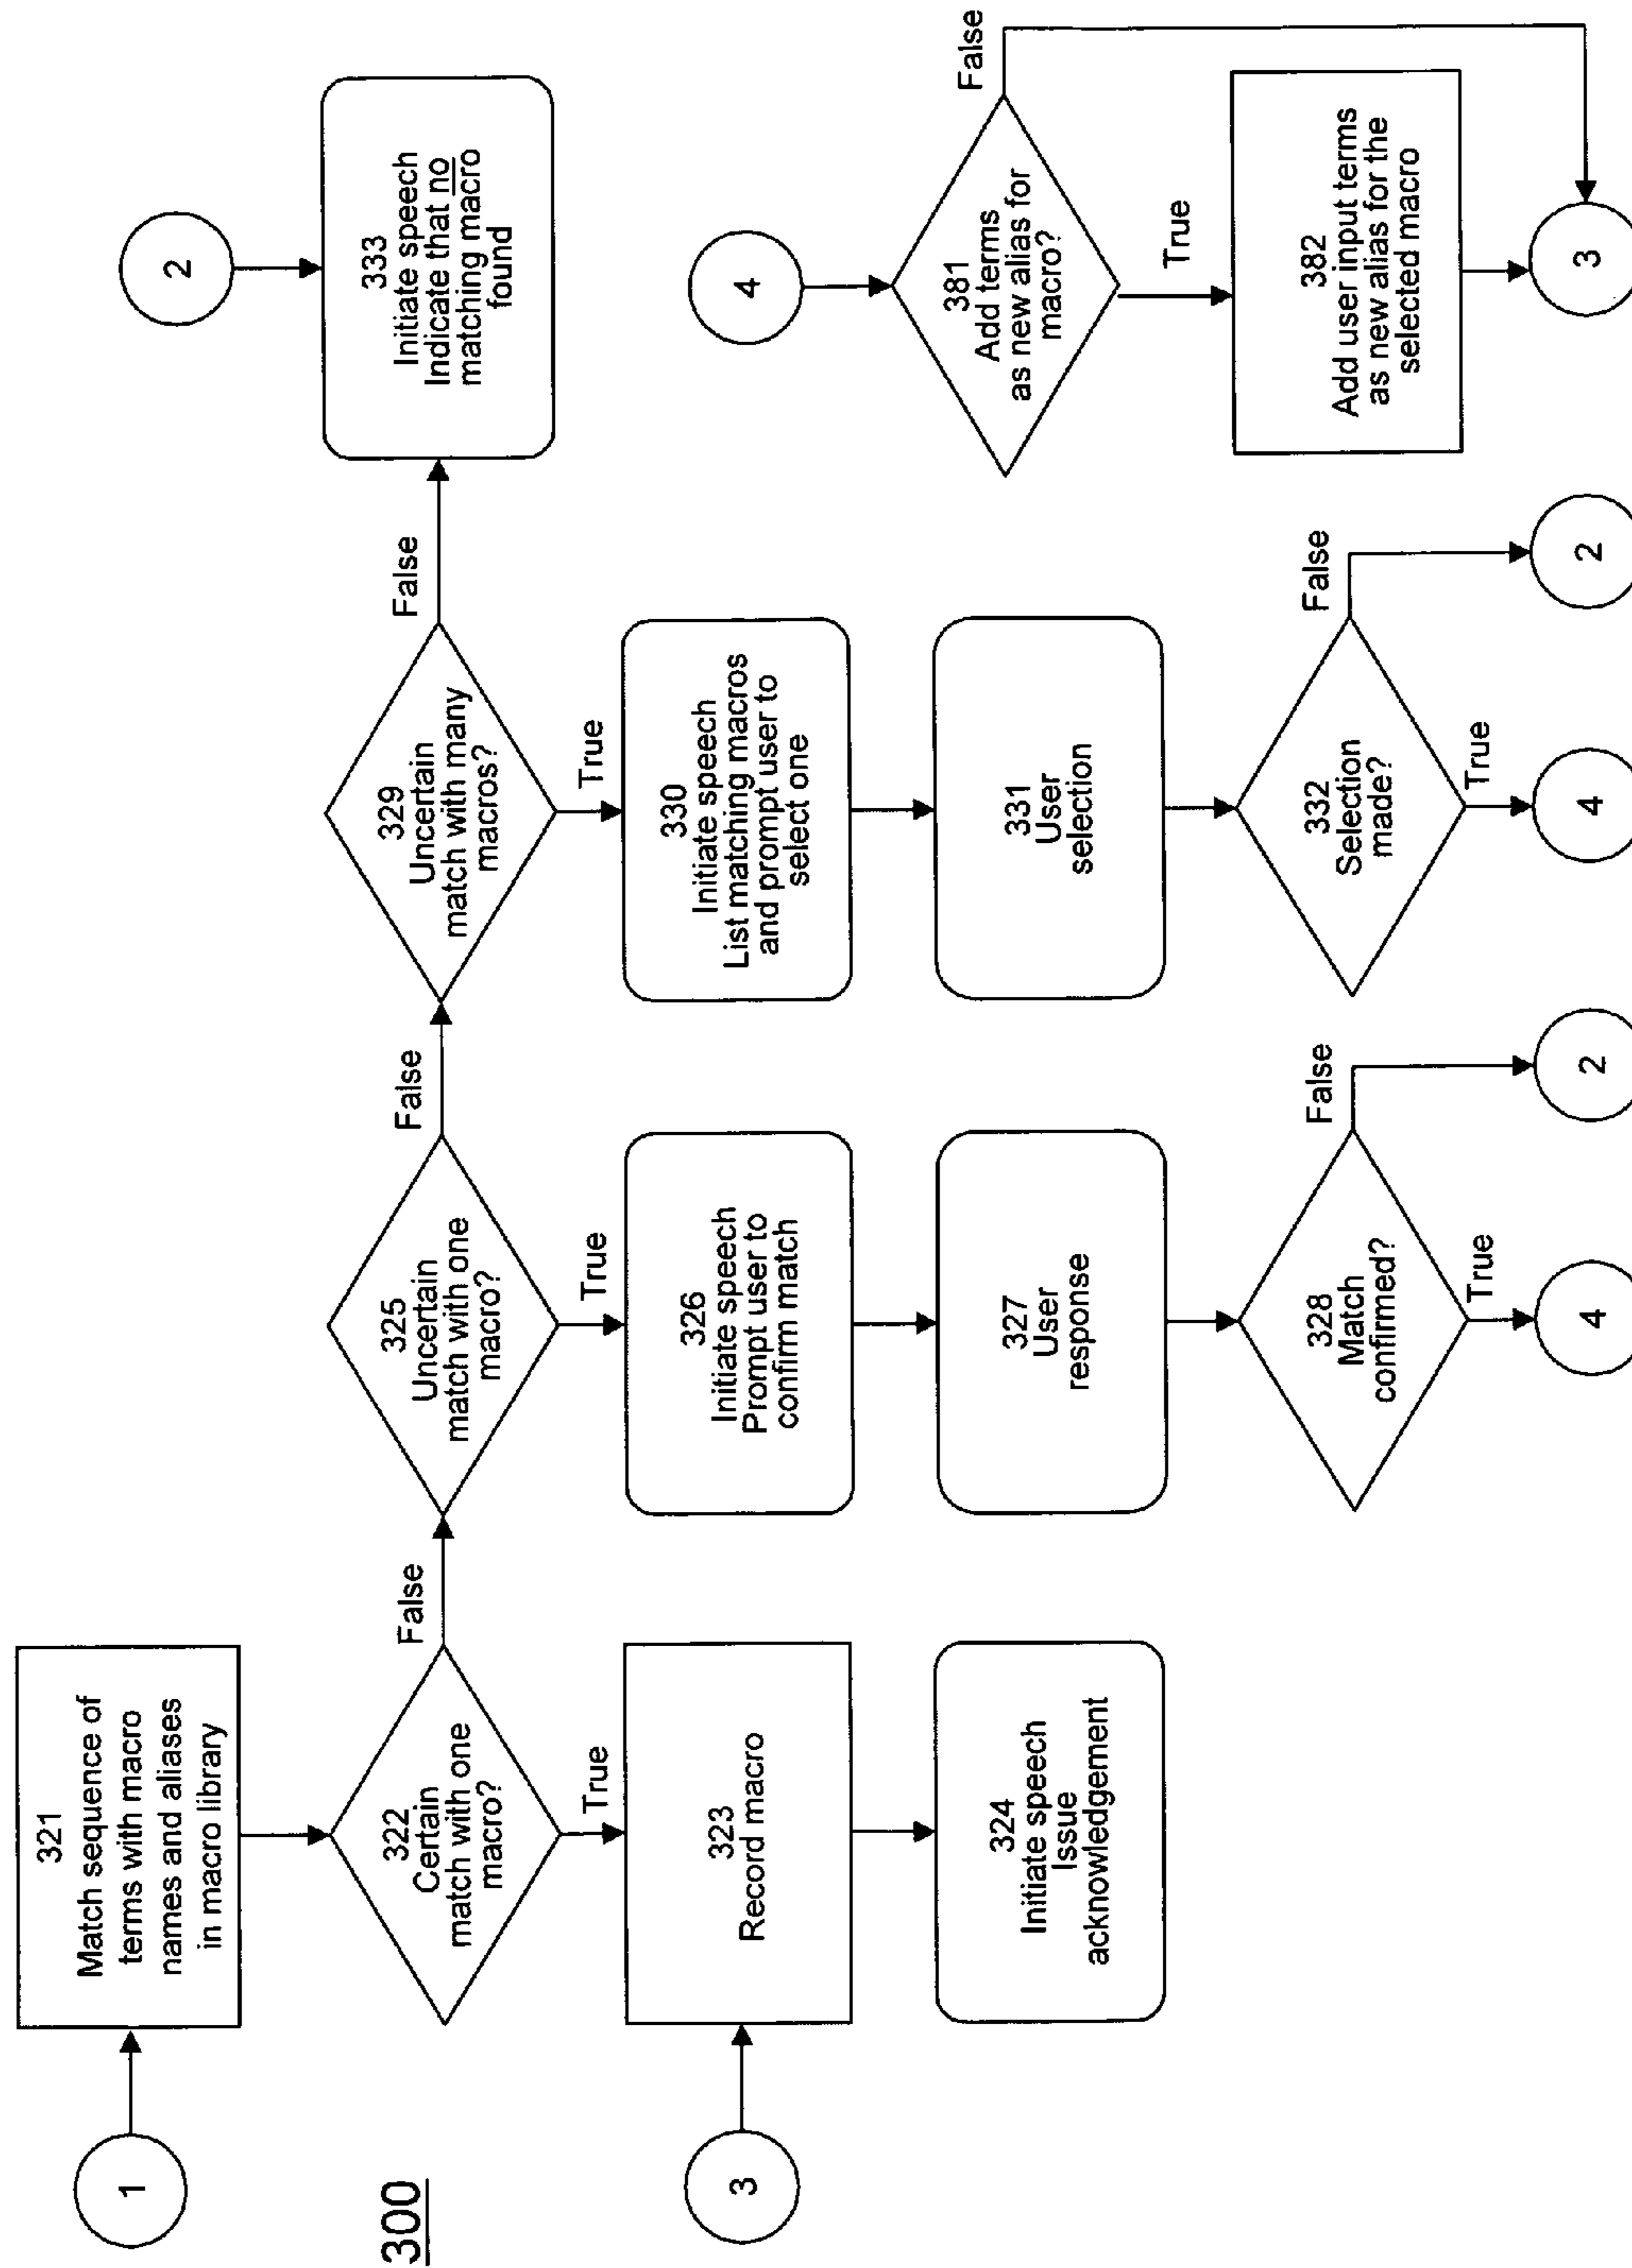 300
1
321
Match sequence of
terms with macro
names and aliases
in macro library
322
Certain
match with one
macro?
False
True
3
323
Record macro
324
Initiate speech
Issue
acknowledgement
325
Uncertain
match with one
macro?
False
True
326
Initiate speech
Prompt user to
confirm match
327
User
response
328
Match
confirmed?
False
2
True
4
329
Uncertain
match with many
macros?
False
True
330
Initiate speech
List matching macros
and prompt user to
select one
331
User
selection
332
Selection
made?
False
2
True
4
2
333
Initiate speech
Indicate that no
matching macro
found
4
381
Add terms
as new alias for
macro?
False
True
382
Add user input terms
as new alias for the
selected macro
3